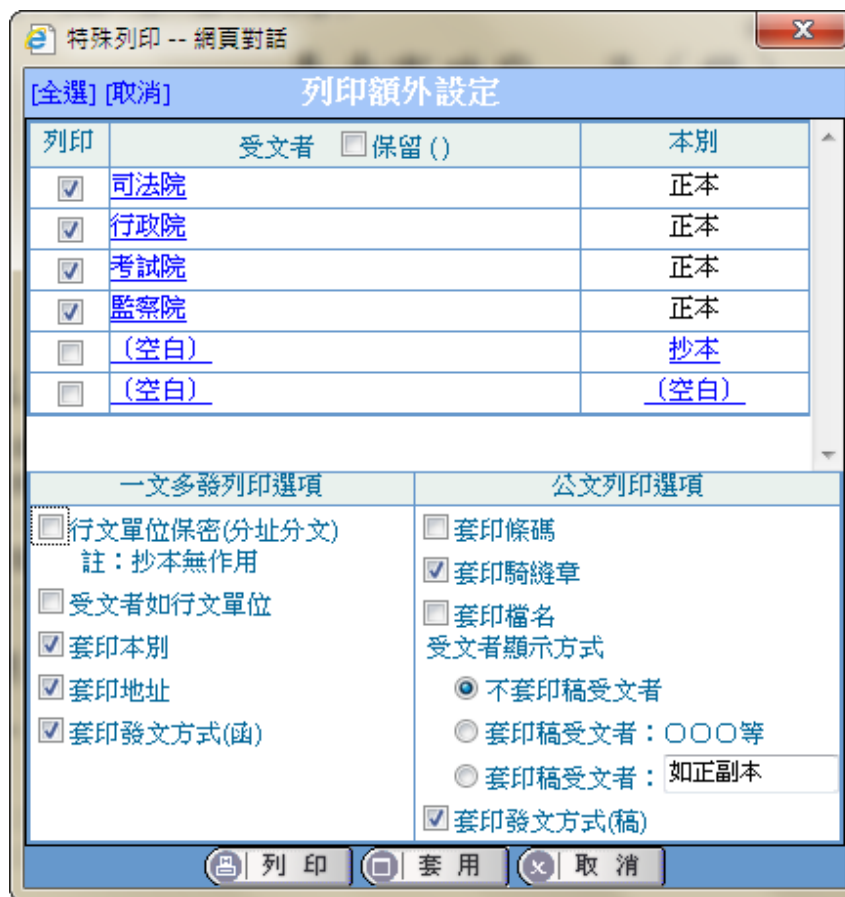 特殊列印 -- 網頁對話
[全選] [取消] 列印額外設定
列印 受文者 保留 () 本別
司法院 正本
行政院 正本
考試院 正本
監察院 正本
（空白） 抄本
（空白） （空白）
一文多發列印選項
行文單位保密(分址分文)
註：抄本無作用
受文者如行文單位
套印本別
套印地址
套印發文方式(函)
公文列印選項
套印條碼
套印騎縫章
套印檔名
受文者顯示方式
不套印稿受文者
套印稿受文者：○○○等
套印稿受文者：如正副本
套印發文方式(稿)
列印 套用 取消